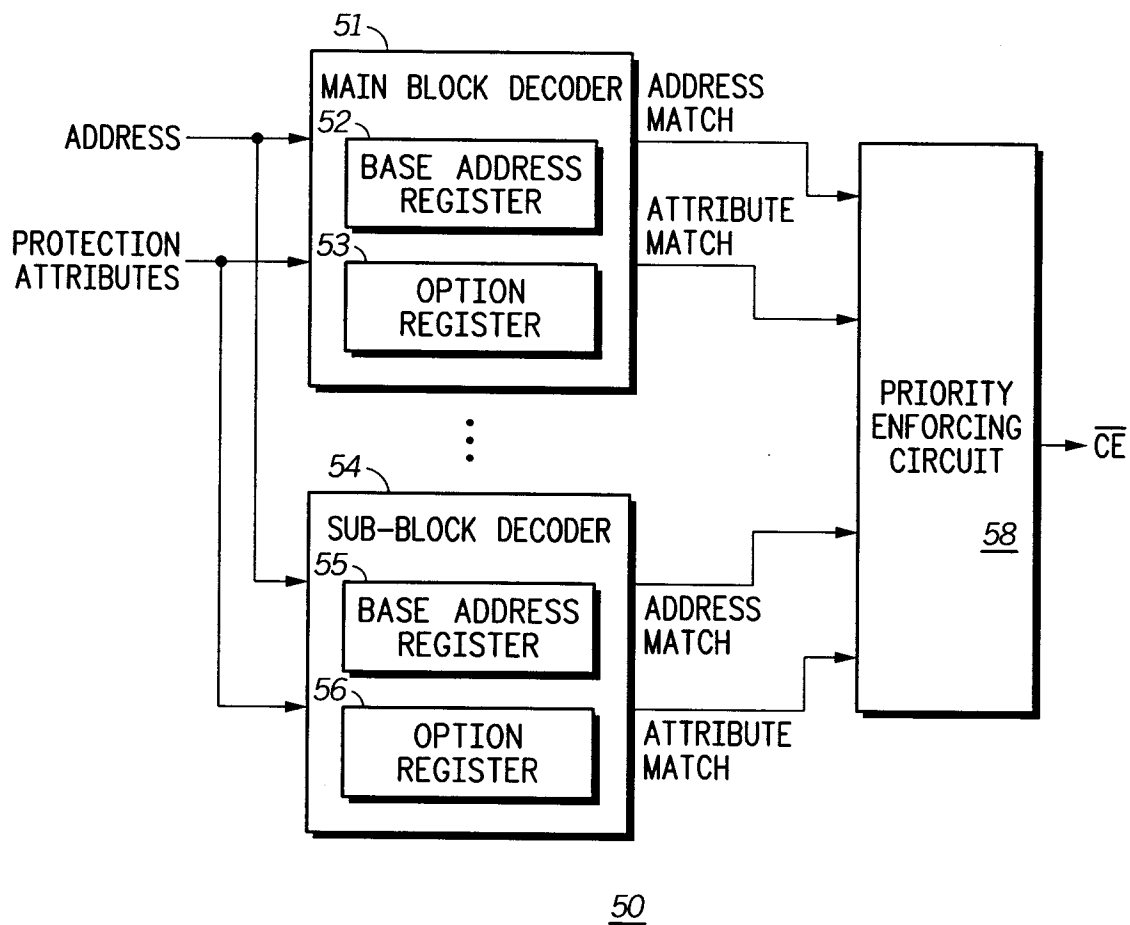 51
MAIN BLOCK DECODER
ADDRESS
MATCH
ADDRESS
52
BASE ADDRESS
REGISTER
ATTRIBUTE
MATCH
PROTECTION
ATTRIBUTES
53
OPTION
REGISTER
PRIORITY
ENFORCING
CIRCUIT
58
C̅E̅
54
SUB-BLOCK DECODER
55
BASE ADDRESS
REGISTER
ADDRESS
MATCH
56
OPTION
REGISTER
ATTRIBUTE
MATCH
50